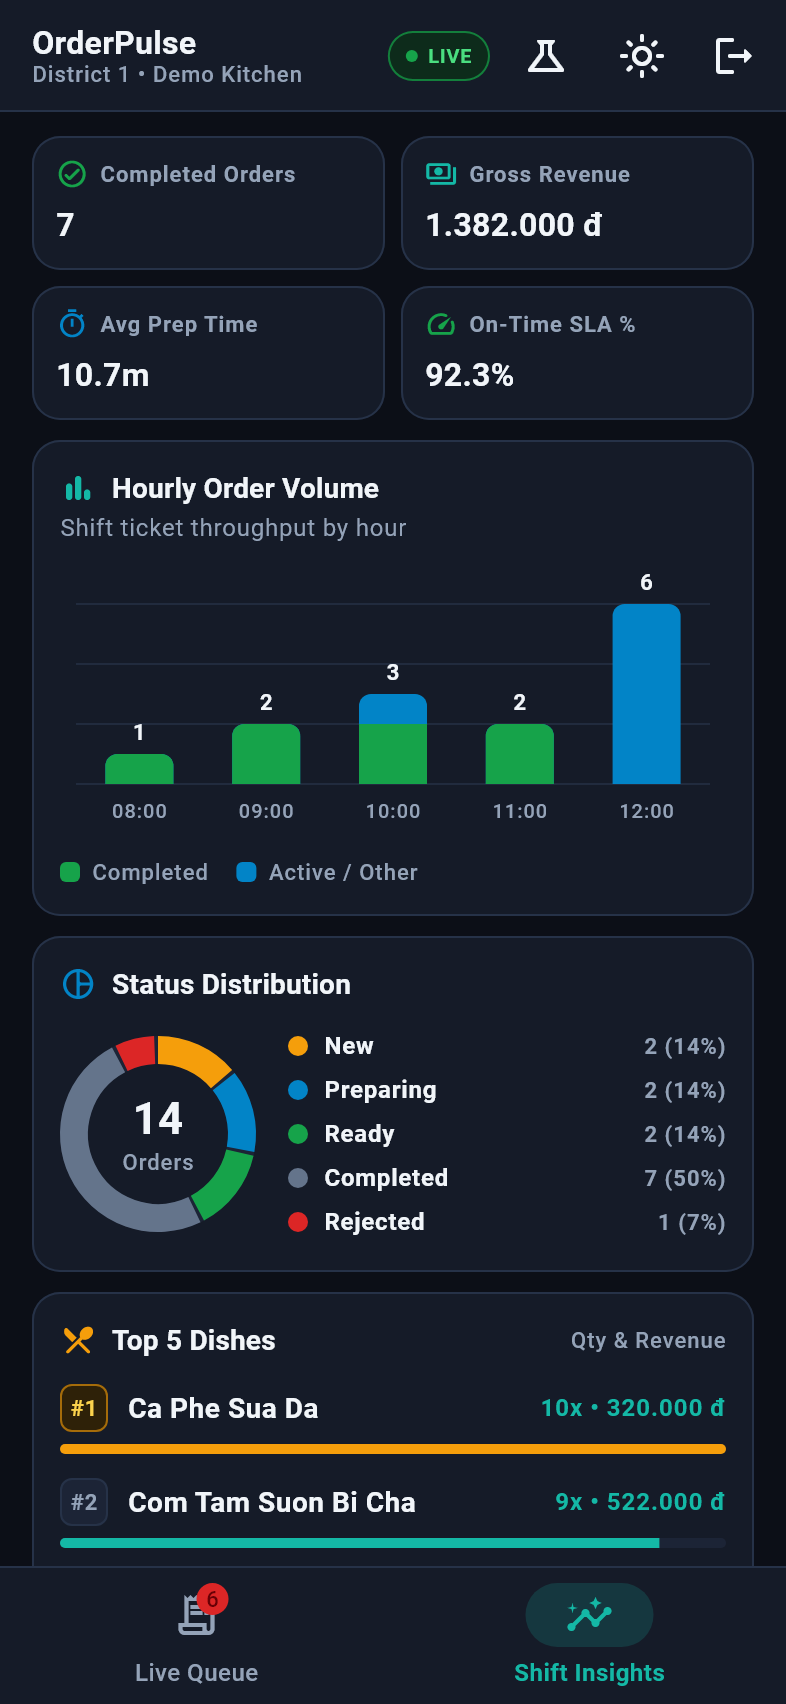 OrderPulse
District 1 • Demo Kitchen
LIVE
Completed Orders
7
Gross Revenue
1.382.000 đ
Avg Prep Time
10.7m
On-Time SLA %
92.3%
Hourly Order Volume
Shift ticket throughput by hour
1
2
3
2
6
08:00
09:00
10:00
11:00
12:00
Completed
Active / Other
Status Distribution
14
Orders
New 2 (14%)
Preparing 2 (14%)
Ready 2 (14%)
Completed 7 (50%)
Rejected 1 (7%)
Top 5 Dishes
Qty & Revenue
#1 Ca Phe Sua Da 10x • 320.000 đ
#2 Com Tam Suon Bi Cha 9x • 522.000 đ
6
Live Queue
Shift Insights